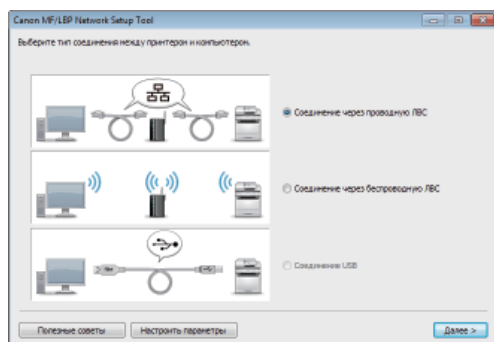 Canon MF/LBP Network Setup Tool
Выберите тип соединения между принтером и компьютером.
Соединение через проводную ЛВС
Соединение через беспроводную ЛВС
Соединение USB
Полезные советы
Настроить параметры
Далее >